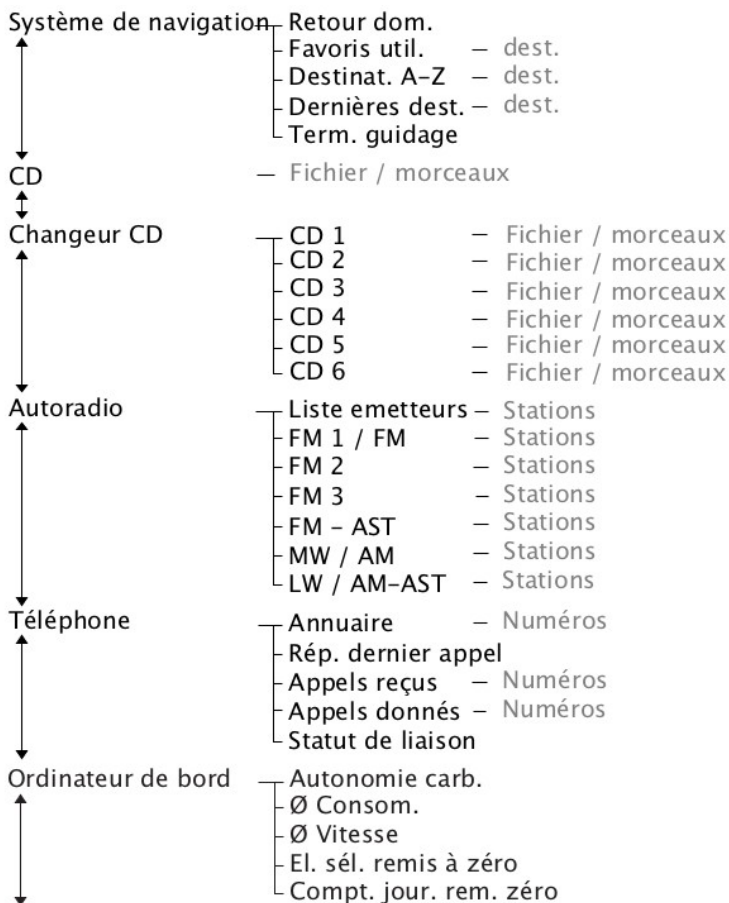 Système de navigation Retour dom.
Favoris util. – dest.
Destinat. A–Z – dest.
Dernières dest. – dest.
Term. guidage
CD – Fichier / morceaux
Changeur CD CD 1 – Fichier / morceaux
CD 2 – Fichier / morceaux
CD 3 – Fichier / morceaux
CD 4 – Fichier / morceaux
CD 5 – Fichier / morceaux
CD 6 – Fichier / morceaux
Autoradio Liste emetteurs – Stations
FM 1 / FM – Stations
FM 2 – Stations
FM 3 – Stations
FM – AST – Stations
MW / AM – Stations
LW / AM–AST – Stations
Téléphone Annuaire – Numéros
Rép. dernier appel
Appels reçus – Numéros
Appels donnés – Numéros
Statut de liaison
Ordinateur de bord Autonomie carb.
Ø Consom.
Ø Vitesse
El. sél. remis à zéro
Compt. jour. rem. zéro